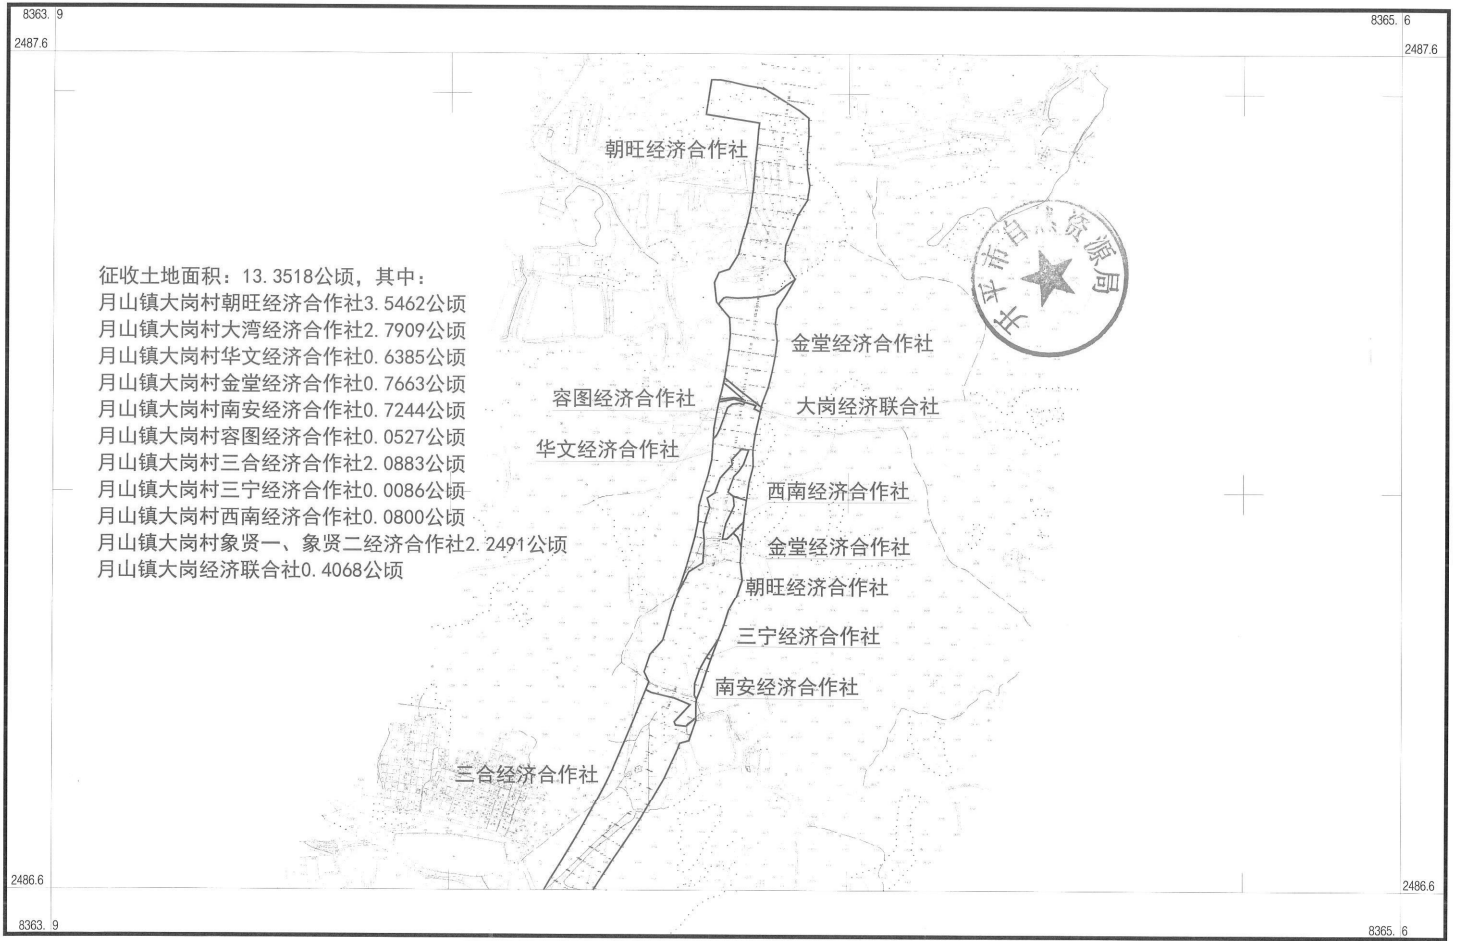 8363. 9
8365. 6
2487.6
2487.6
朝旺经济合作社
开平市自然资源局
征收土地面积：13.3518公顷，其中：
月山镇大岗村朝旺经济合作社3.5462公顷
月山镇大岗村大湾经济合作社2.7909公顷
月山镇大岗村华文经济合作社0.6385公顷
月山镇大岗村金堂经济合作社0.7663公顷
月山镇大岗村南安经济合作社0.7244公顷
月山镇大岗村容图经济合作社0.0527公顷
月山镇大岗村三合经济合作社2.0883公顷
月山镇大岗村三宁经济合作社0.0086公顷
月山镇大岗村西南经济合作社0.0800公顷
月山镇大岗村象贤一、象贤二经济合作社2.2491公顷
月山镇大岗经济联合社0.4068公顷
金堂经济合作社
容图经济合作社
大岗经济联合社
华文经济合作社
西南经济合作社
金堂经济合作社
朝旺经济合作社
三宁经济合作社
南安经济合作社
三合经济合作社
2486.6
2486.6
8363. 9
8365. 6